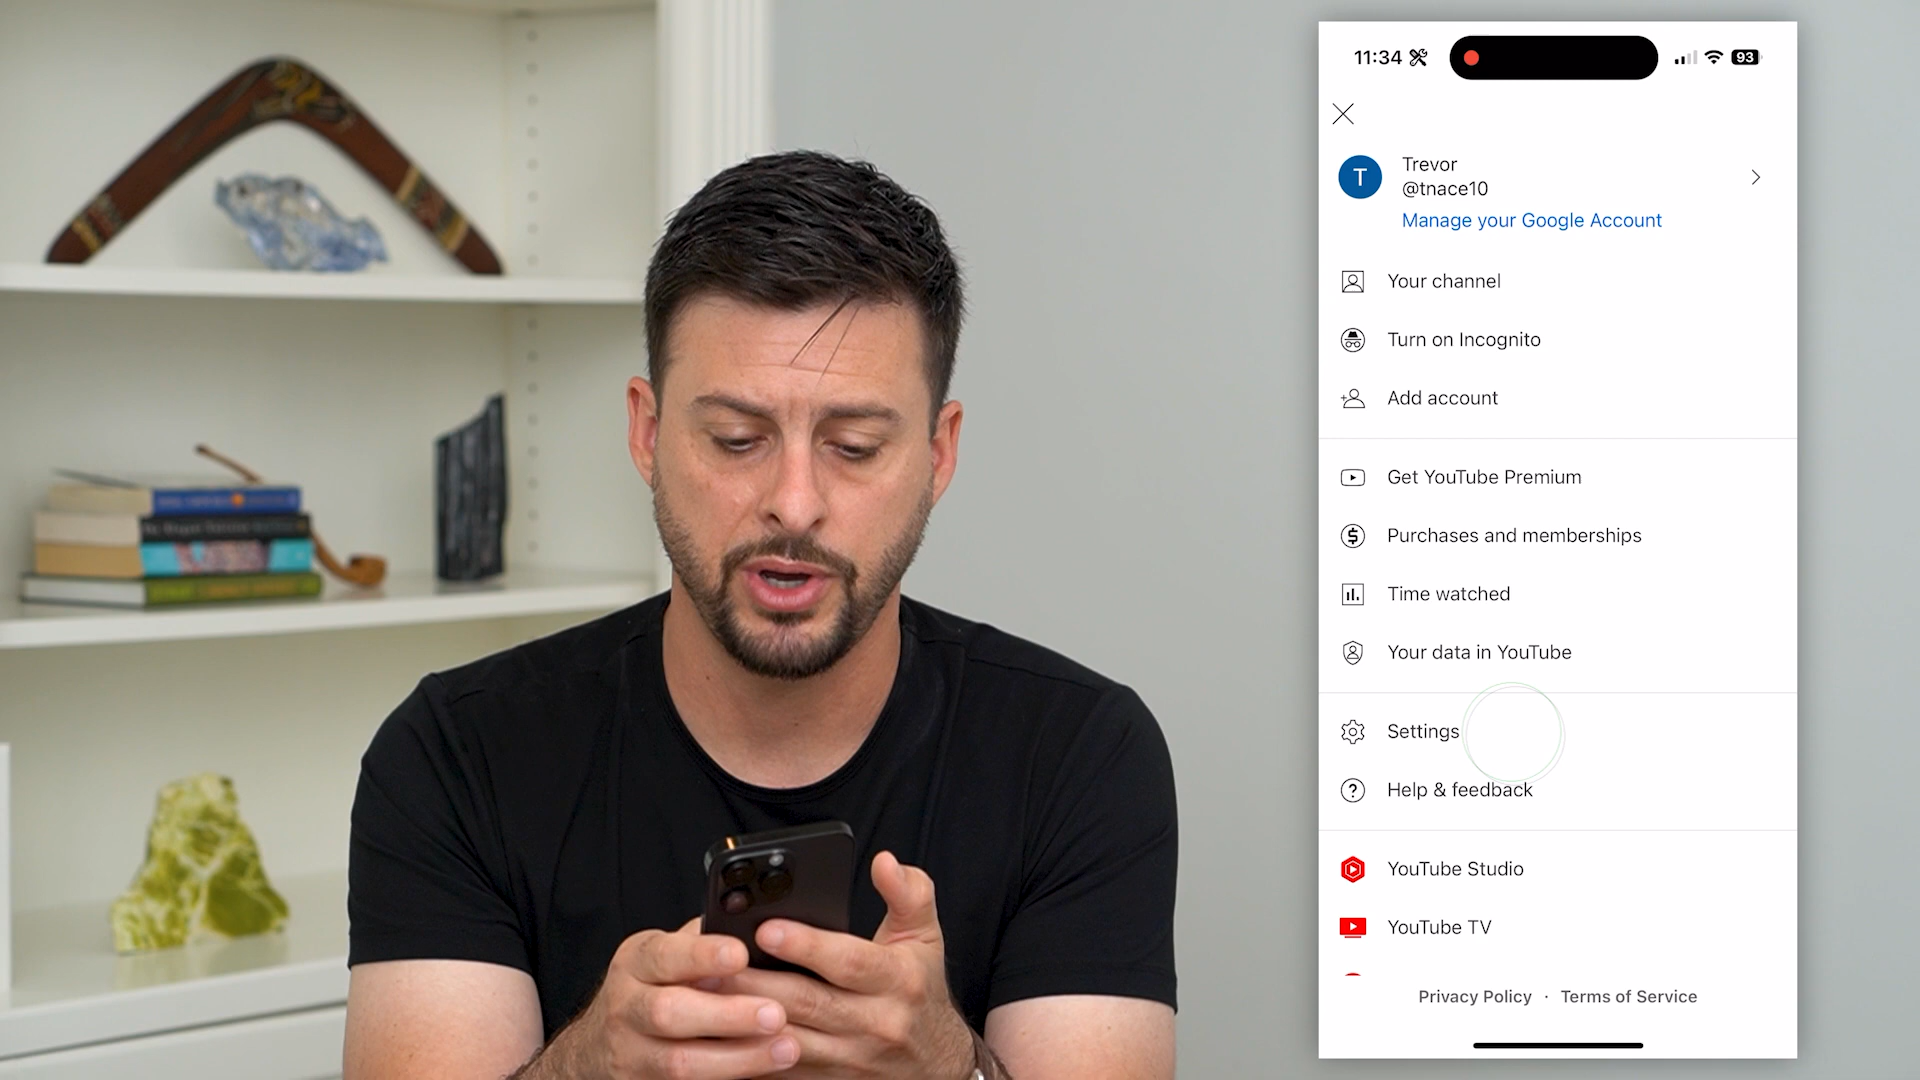 11:34
93
Trevor
@tnace10
Manage your Google Account
Your channel
Turn on Incognito
Add account
Get YouTube Premium
Purchases and memberships
Time watched
Your data in YouTube
Settings
Help & feedback
YouTube Studio
YouTube TV
Privacy Policy · Terms of Service
T